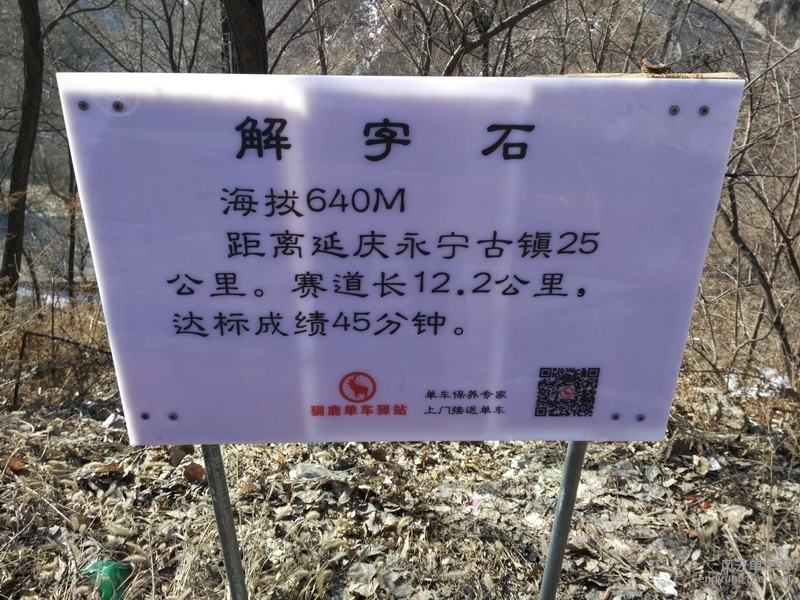 解字石
海拔640M
距离延庆永宁古镇25
公里。赛道长12.2公里，
达标成绩45分钟。
驯鹿单车驿站
单车保养专家
上门接送单车